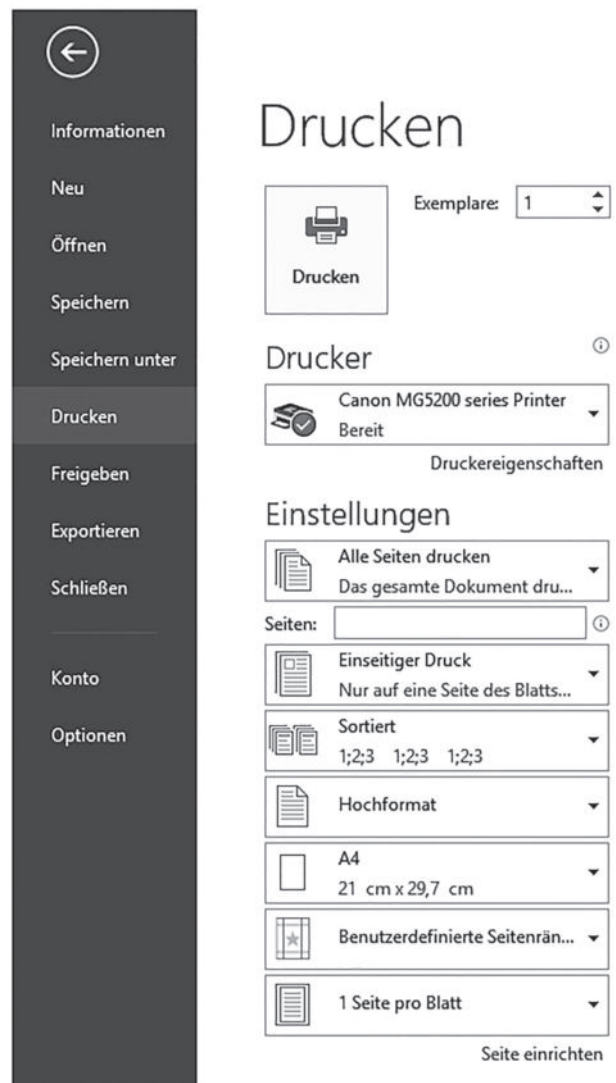 Informationen
Neu
Öffnen
Speichern
Speichern unter
Drucken
Freigeben
Exportieren
Schließen
Konto
Optionen
Drucken
Drucken
Exemplare: 1
Drucker
Canon MG5200 series Printer
Bereit
Druckereigenschaften
Einstellungen
Alle Seiten drucken
Das gesamte Dokument dru...
Seiten:
Einseitiger Druck
Nur auf eine Seite des Blatts...
Sortiert
1;2;3 1;2;3 1;2;3
Hochformat
A4
21 cm x 29,7 cm
Benutzerdefinierte Seitenrän...
1 Seite pro Blatt
Seite einrichten